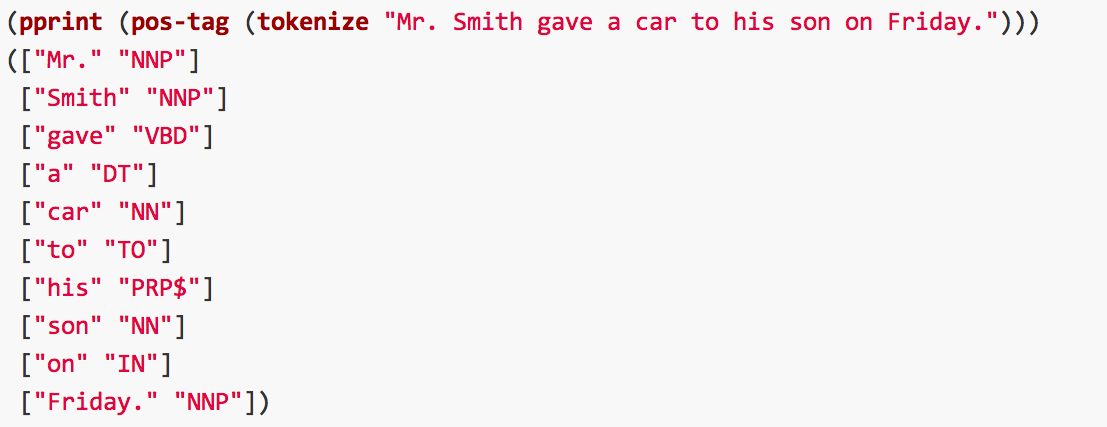 (pprint (pos-tag (tokenize "Mr. Smith gave a car to his son on Friday.")))
(["Mr." "NNP"]
["Smith" "NNP"]
["gave" "VBD"]
["a" "DT"]
["car" "NN"]
["to" "TO"]
["his" "PRP$"]
["son" "NN"]
["on" "IN"]
["Friday." "NNP"])